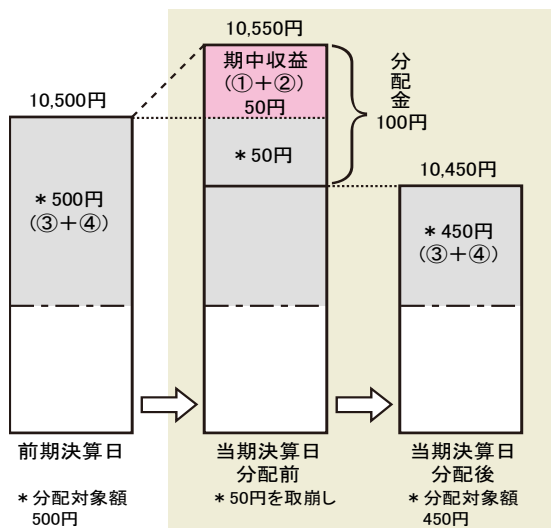 10,550円
期中収益
(①+②)
50円
分配金
100円
10,500円
*50円
10,450円
*500円
(③+④)
*450円
(③+④)
前期決算日
当期決算日
分配前
当期決算日
分配後
*分配対象額
500円
*50円を取崩し
*分配対象額
450円